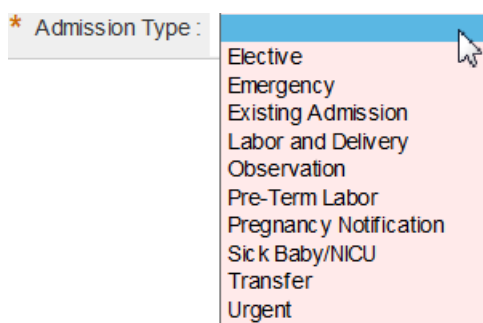 * Admission Type :
Elective
Emergency
Existing Admission
Labor and Delivery
Observation
Pre-Term Labor
Pregnancy Notification
Sick Baby/NICU
Transfer
Urgent